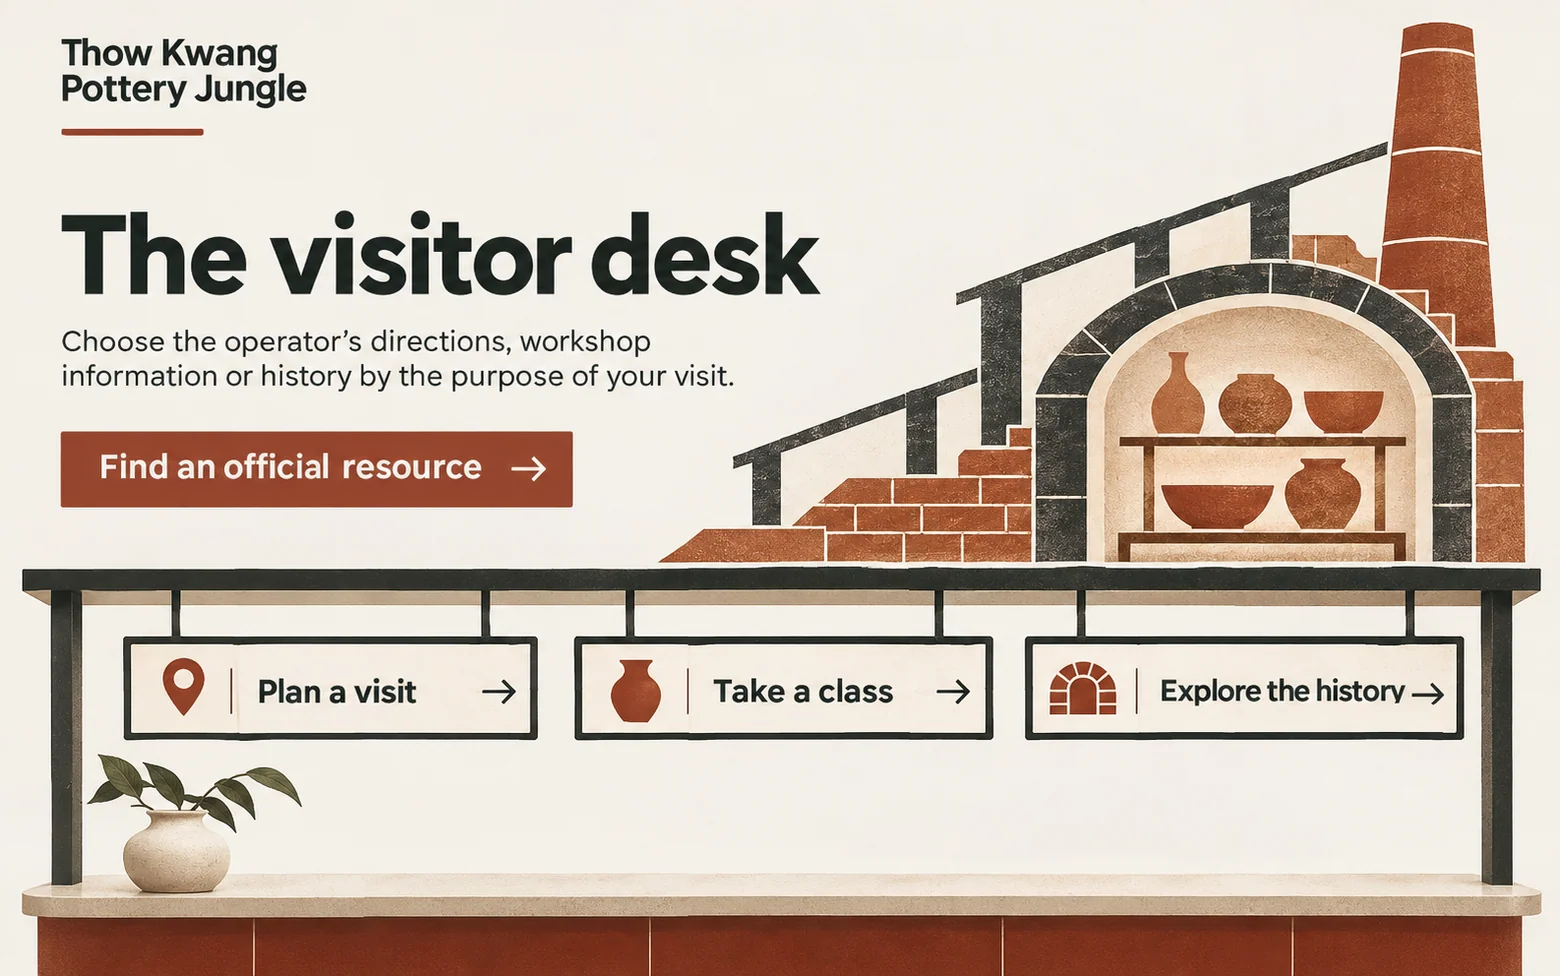 Thow Kwang
Pottery Jungle
The visitor desk
Choose the operator’s directions, workshop
information or history by the purpose of your visit.
Find an official resource →
Plan a visit →
Take a class →
Explore the history →